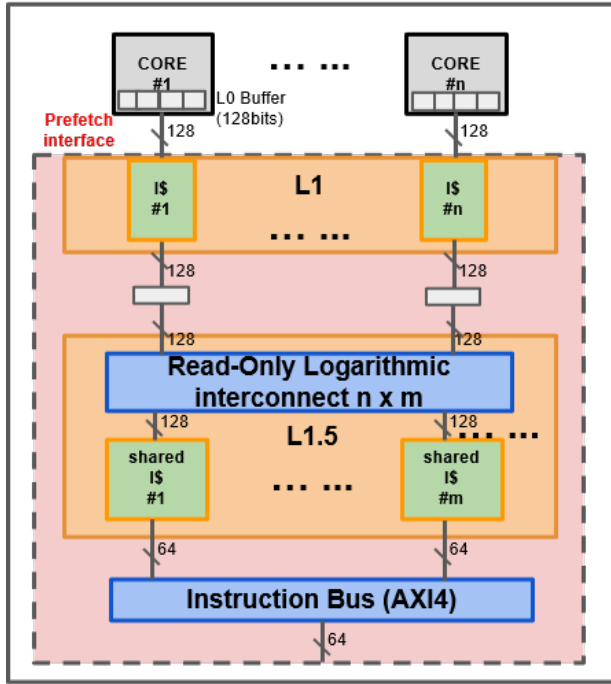 CORE
#1
... ...
CORE
#n
L0 Buffer
(128bits)
Prefetch
interface
128
128
I$
#1
L1
I$
#n
... ...
128
128
128
128
Read-Only Logarithmic
interconnect n x m
128
128
... ...
L1.5
shared
I$
#1
... ...
shared
I$
#m
64
64
Instruction Bus (AXI4)
64